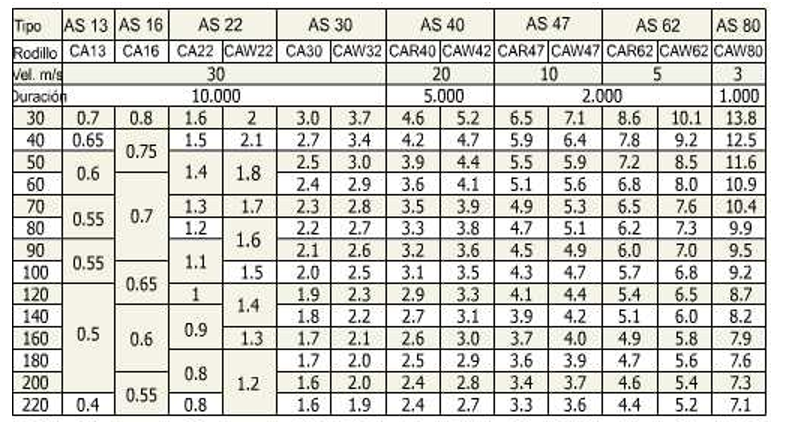 Tipo AS 13 AS 16 AS 22 AS 30 AS 40 AS 47 AS 62 AS 80
Rodillo CA13 CA16 CA22 CAW22 CA30 CAW32 CAR40 CAW42 CAR47 CAW47 CAR62 CAW62 CAW80
Vel. m/s 30 20 10 5 3
Duración 10.000 5.000 2.000 1.000
30 0.7 0.8 1.6 2 3.0 3.7 4.6 5.2 6.5 7.1 8.6 10.1 13.8
40 0.65 0.75 1.5 2.1 2.7 3.4 4.2 4.7 5.9 6.4 7.8 9.2 12.5
50 0.6 1.4 1.8 2.5 3.0 3.9 4.4 5.5 5.9 7.2 8.5 11.6
60 0.7 2.4 2.9 3.6 4.1 5.1 5.6 6.8 8.0 10.9
70 0.55 1.3 1.7 2.3 2.8 3.5 3.9 4.9 5.3 6.5 7.6 10.4
80 1.2 1.6 2.2 2.7 3.3 3.8 4.7 5.1 6.2 7.3 9.9
90 0.55 1.1 2.1 2.6 3.2 3.6 4.5 4.9 6.0 7.0 9.5
100 0.65 1.5 2.0 2.5 3.1 3.5 4.3 4.7 5.7 6.8 9.2
120 0.5 1 1.4 1.9 2.3 2.9 3.3 4.1 4.4 5.4 6.5 8.7
140 0.6 0.9 1.8 2.2 2.7 3.1 3.9 4.2 5.1 6.0 8.2
160 1.3 1.7 2.1 2.6 3.0 3.7 4.0 4.9 5.8 7.9
180 0.8 1.2 1.7 2.0 2.5 2.9 3.6 3.9 4.7 5.6 7.6
200 0.55 1.6 2.0 2.4 2.8 3.4 3.7 4.6 5.4 7.3
220 0.4 0.8 1.6 1.9 2.4 2.7 3.3 3.6 4.4 5.2 7.1